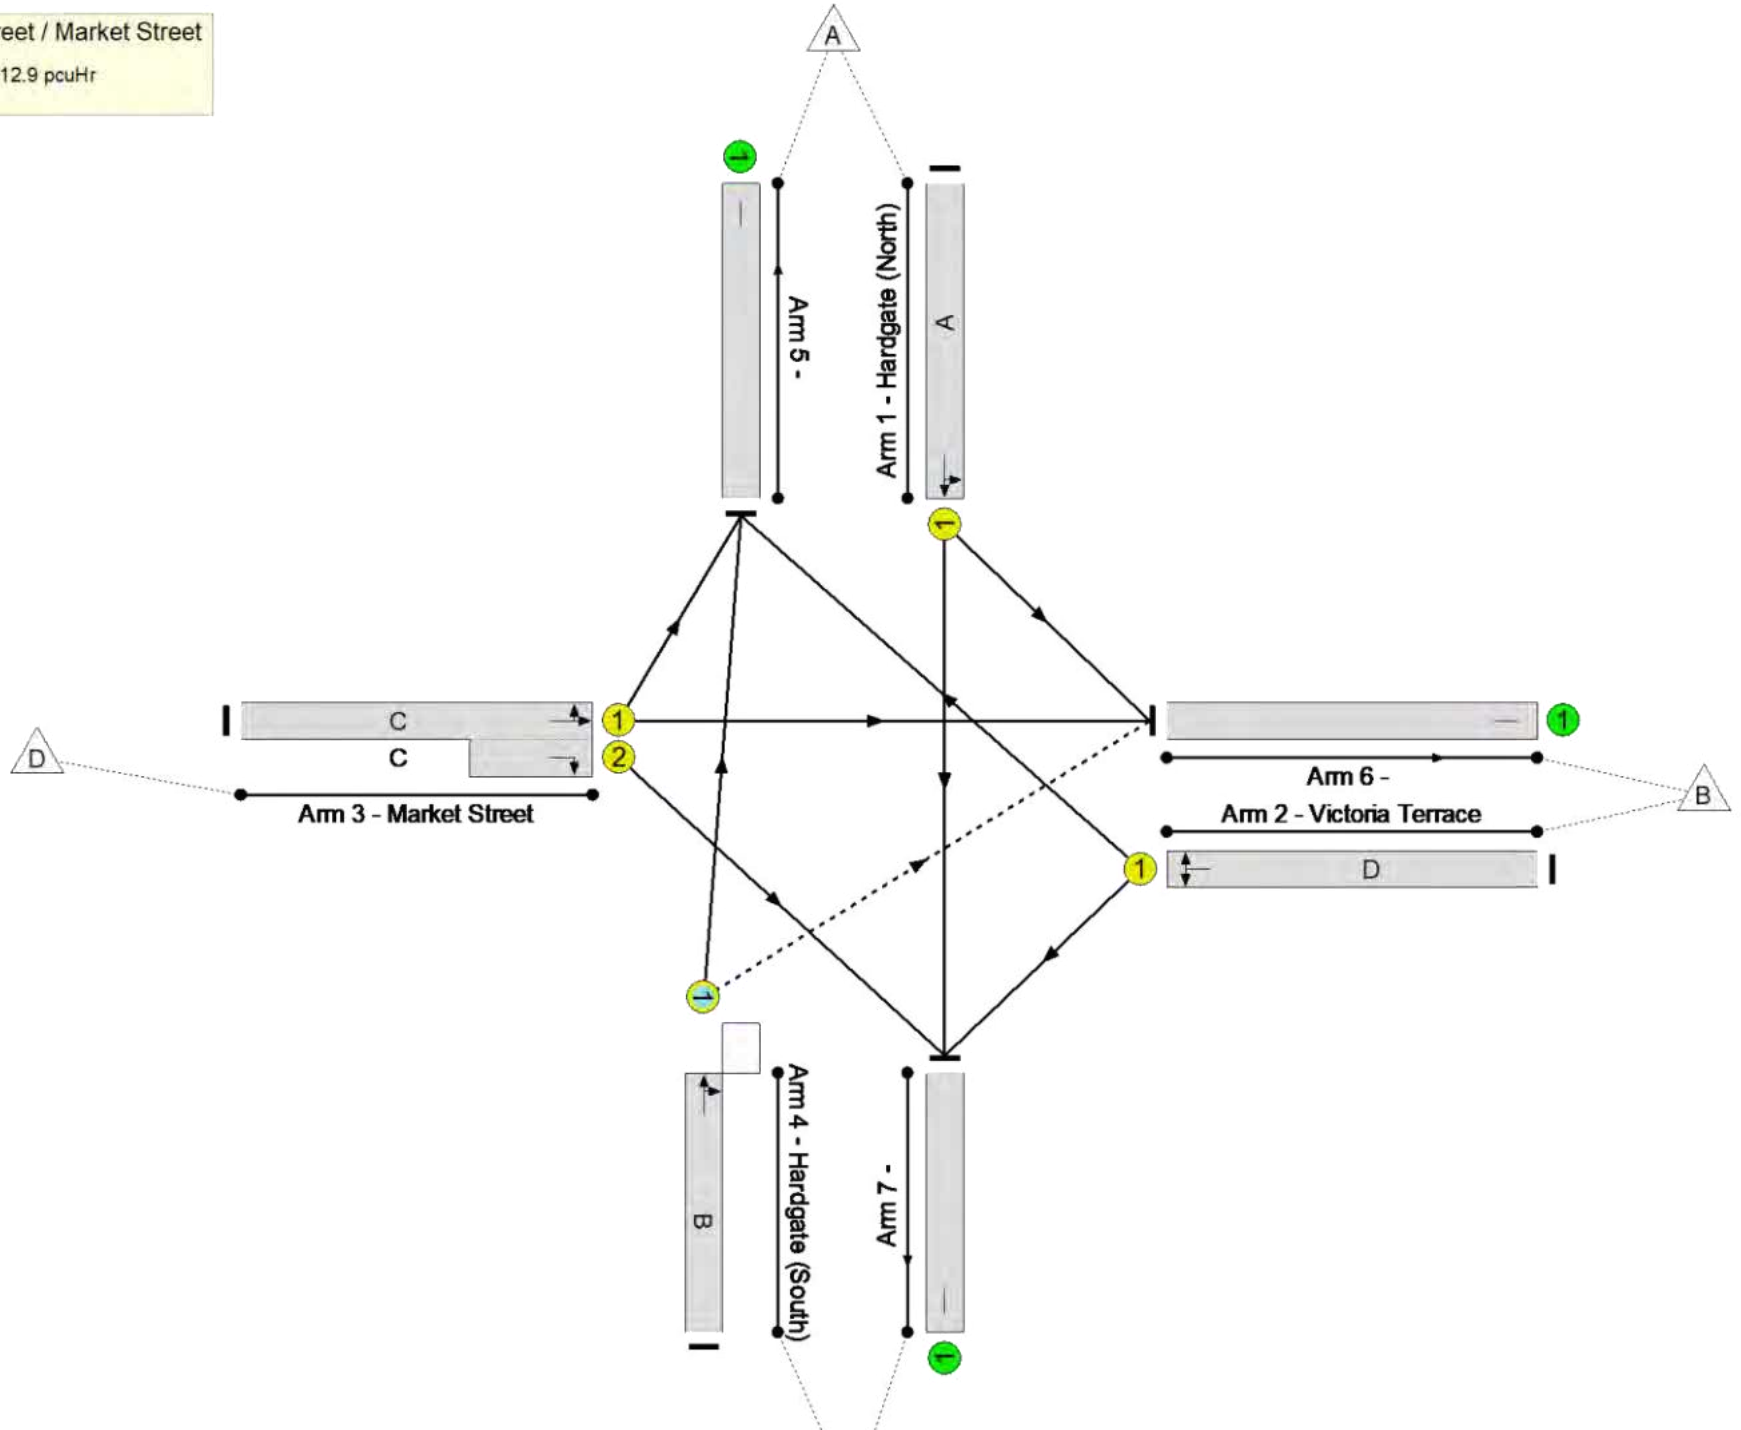 reet / Market Street
12.9 pcuHr
A
1
Arm 5 -
Arm 1 - Hardgate (North)
A
1
C
1
C
2
D
Arm 3 - Market Street
1
Arm 6 -
B
Arm 2 - Victoria Terrace
1
D
1
Arm 4 - Hardgate (South)
B
Arm 7 -
1